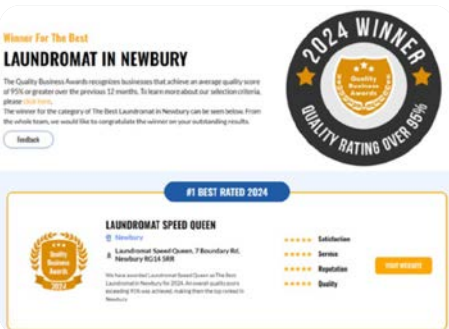 Winner For The Best
LAUNDROMAT IN NEWBURY
The Quality Business Awards recognizes businesses that achieve an average quality score
of 95% or greater over the previous 12 months. To learn more about our selection criteria,
please click here.
The winner for the category of The Best Laundromat in Newbury can be seen below. From
the whole team, we would like to congratulate the winner on your outstanding results.
Feedback
2024 WINNER
Quality
Business
Awards
QUALITY RATING OVER 95%
#1 BEST RATED 2024
Quality
Business
Awards
2024
LAUNDROMAT SPEED QUEEN
Newbury
Laundromat Speed Queen, 7 Boundary Rd,
Newbury RG14 5RR
We have awarded Laundromat Speed Queen as The Best
Laundromat in Newbury for 2024. An overall quality score
exceeding 95% was achieved, making them the top ranked in
Newbury
Satisfaction
Service
Reputation
Quality
VISIT WEBSITE